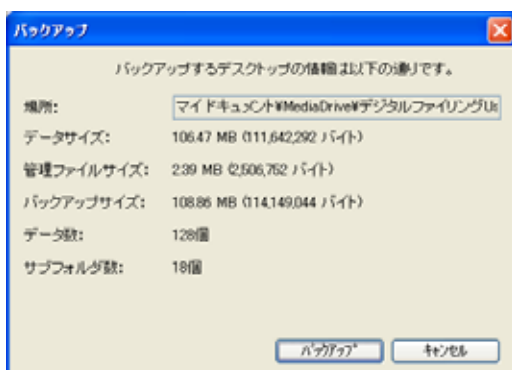 バックアップ
バックアップするデスクトップの情報は以下の通りです。
場所: マイドキュメント¥MediaDrive¥デジタルファイリングUs
データサイズ: 106.47 MB (111,642,292 バイト)
管理ファイルサイズ: 2.39 MB (2,506,752 バイト)
バックアップサイズ: 108.86 MB (114,149,044 バイト)
データ数: 128個
サブフォルダ数: 18個
バックアップ キャンセル